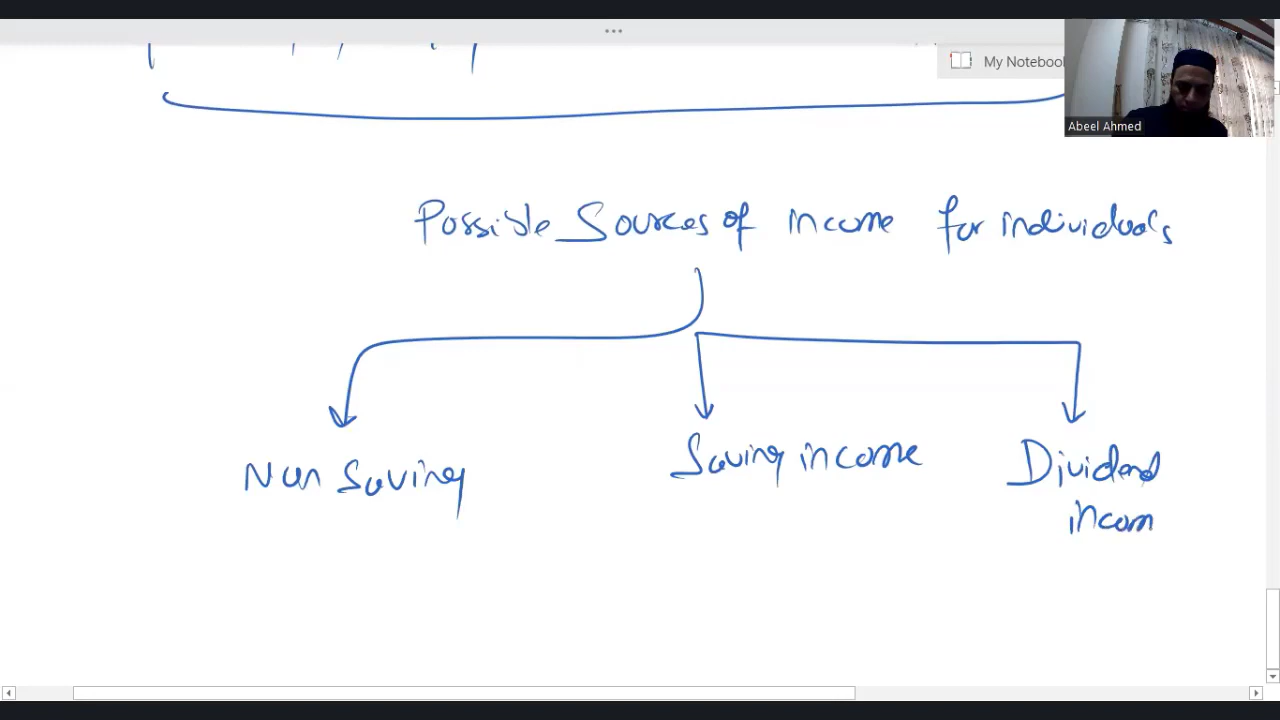 My Notebook
Abeel Ahmed
Possible Sources of income for individuals
Non Saving
Saving income
Dividend
incom